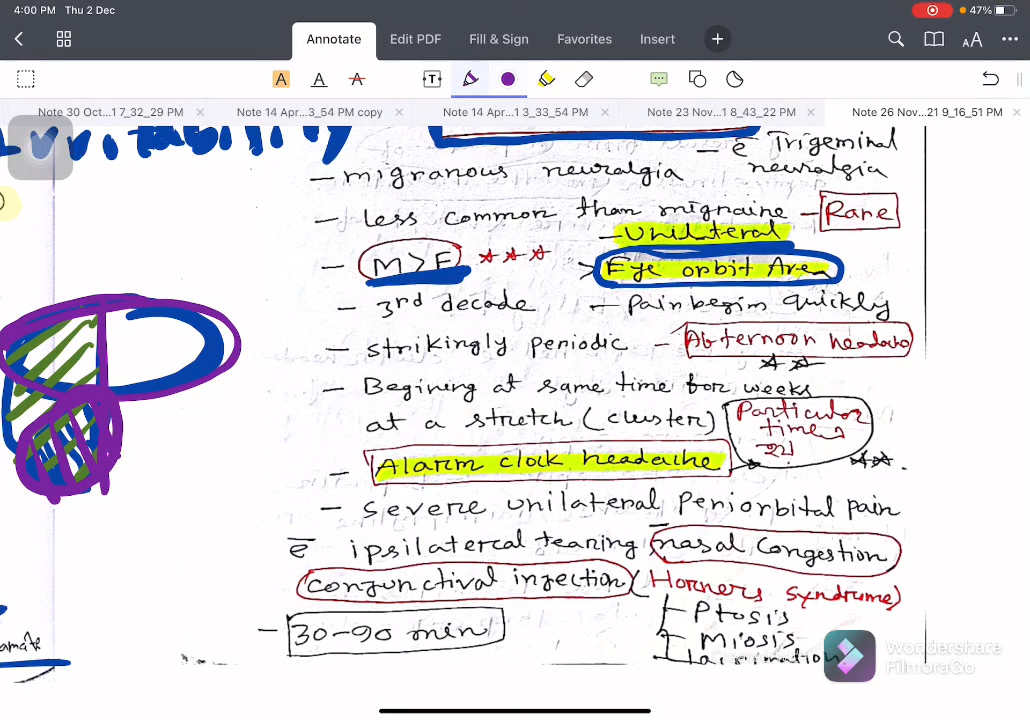 4:00 PM Thu 2 Dec
47%
Annotate Edit PDF Fill & Sign Favorites Insert
Note 30 Oct...1 7_32_29 PM
Note 14 Apr...3_54 PM copy
Note 14 Apr...1 3_33_54 PM
Note 23 Nov...1 8_43_22 PM
Note 26 Nov...21 9_16_51 PM
- ē Trigeminal
neuralgia
- migranous neuralgia
- less common than mignaine - Rare
- Unilateral
- M>F *** > Eye orbit Area
- 3rd decade - Pain begin quickly
- strikingly periodic - Afternoon headache
- Begining at same time for weeks
at a stretch (cluster)
Particular
time
- Alarm clock headache
- severe unilateral Periorbital pain
ē ipsilateral tearing, nasal congestion
conjunctival injection (Horners syndrome)
- Ptosis
- Miosis
- 30-90 min
amate
Wondershare
FilmoraGo